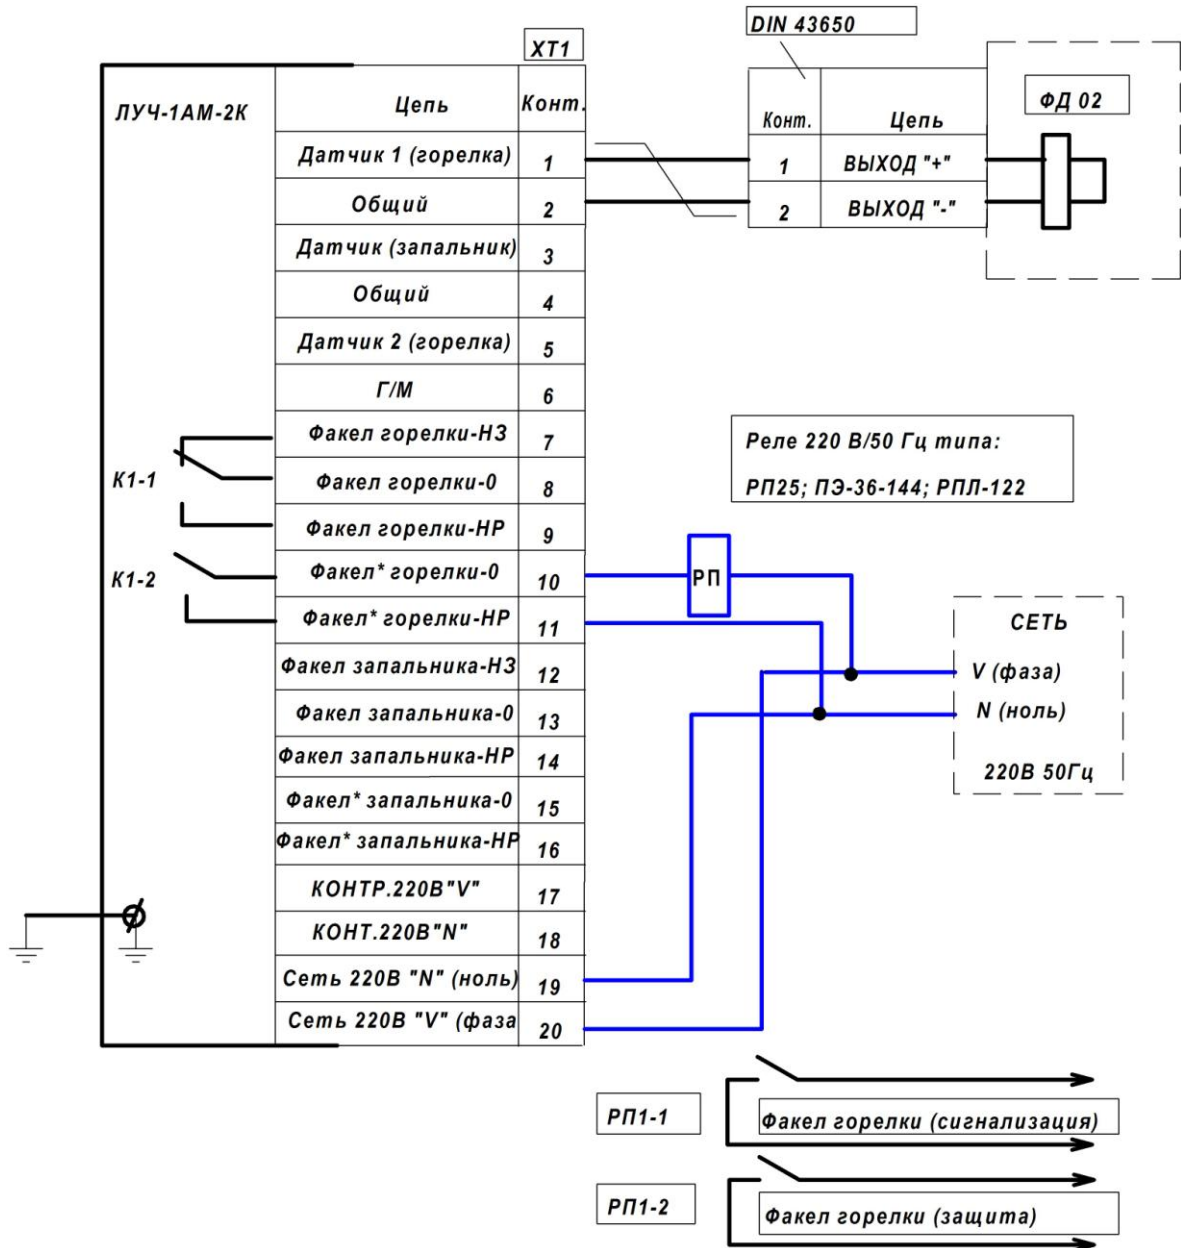 DIN 43650
XT1
ЛУЧ-1АМ-2К
Цепь Конт.
Датчик 1 (горелка) 1
Общий 2
Датчик (запальник) 3
Общий 4
Датчик 2 (горелка) 5
Г/М 6
Факел горелки-НЗ 7
Факел горелки-0 8
Факел горелки-НР 9
Факел* горелки-0 10
Факел* горелки-НР 11
Факел запальника-НЗ 12
Факел запальника-0 13
Факел запальника-НР 14
Факел* запальника-0 15
Факел* запальника-НР 16
КОНТР.220В"V" 17
КОНТ.220В"N" 18
Сеть 220В "N" (ноль) 19
Сеть 220В "V" (фаза 20
К1-1
К1-2
Конт. Цепь
1 ВЫХОД "+"
2 ВЫХОД "-"
ФД 02
Реле 220 В/50 Гц типа:
РП25; ПЭ-36-144; РПЛ-122
РП
СЕТЬ
V (фаза)
N (ноль)
220В 50Гц
РП1-1
Факел горелки (сигнализация)
РП1-2
Факел горелки (защита)